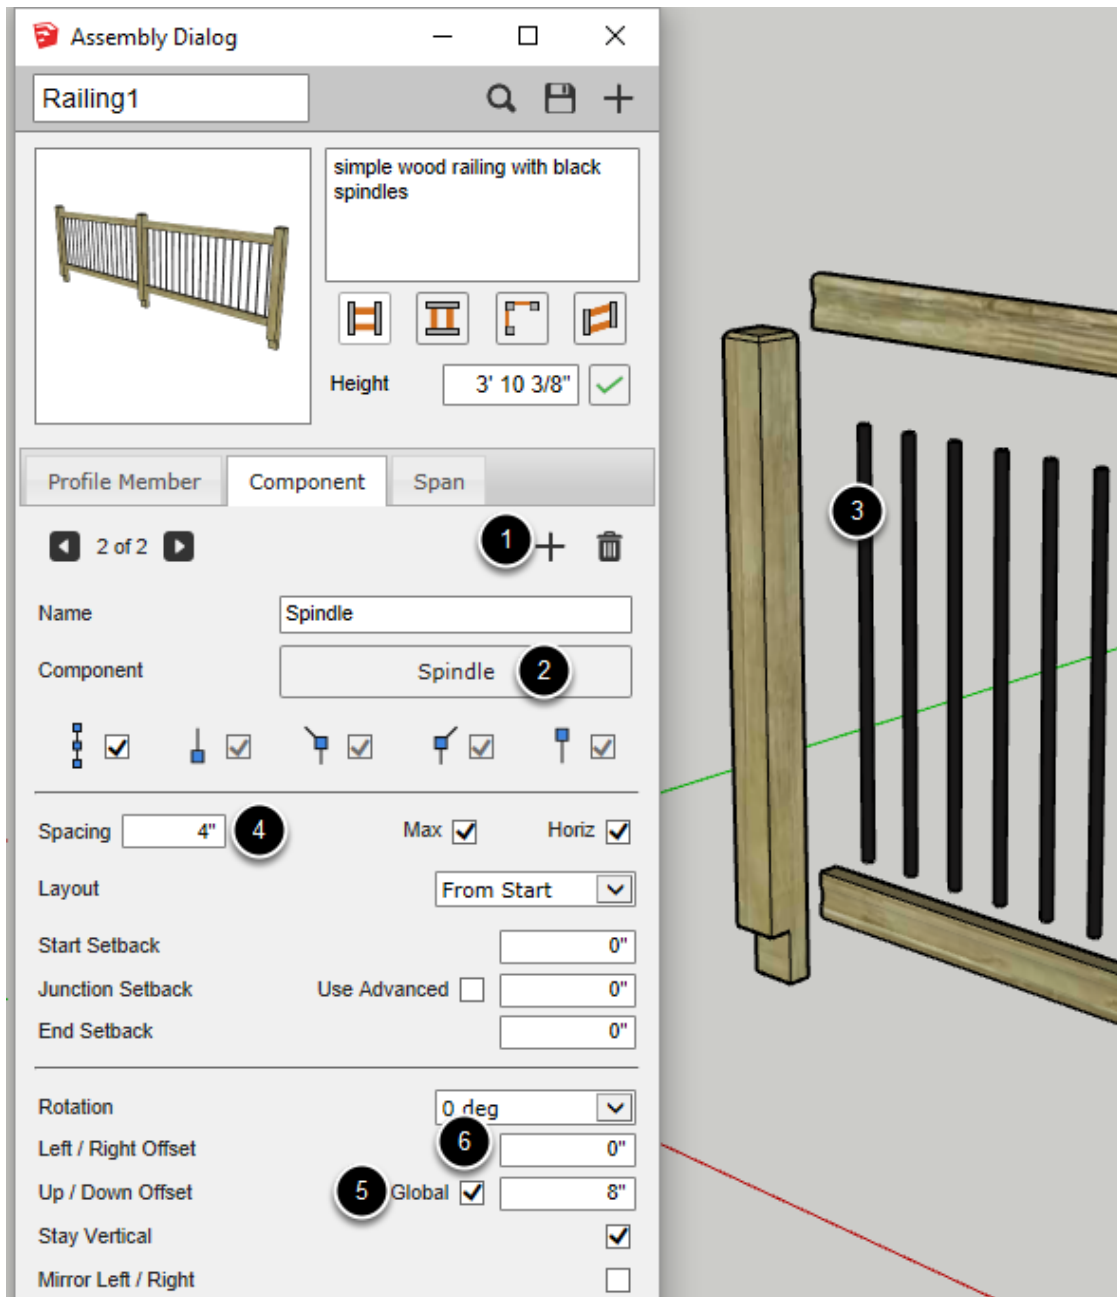 Assembly Dialog
Railing1
simple wood railing with black
spindles
Height 3' 10 3/8"
Profile Member Component Span
2 of 2 1
Name Spindle
Component Spindle 2
3
Spacing 4" 4 Max Horiz
Layout From Start
Start Setback 0"
Junction Setback Use Advanced 0"
End Setback 0"
Rotation 0 deg
Left / Right Offset 6 0"
Up / Down Offset 5 Global 8"
Stay Vertical
Mirror Left / Right